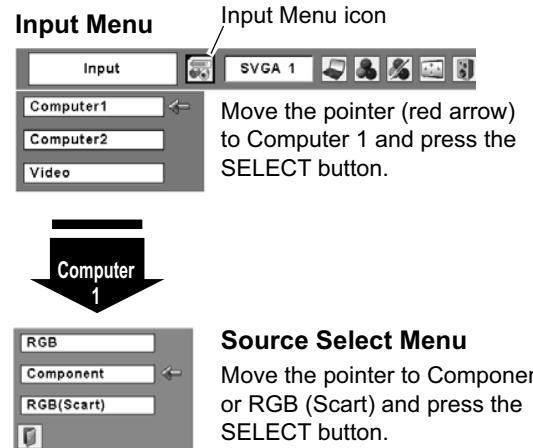 Input Menu
Input Menu icon
Input
SVGA 1
Computer1
Computer2
Video
Move the pointer (red arrow)
to Computer 1 and press the
SELECT button.
Computer
1
RGB
Component
RGB(Scart)
Source Select Menu
Move the pointer to Componen
or RGB (Scart) and press the
SELECT button.